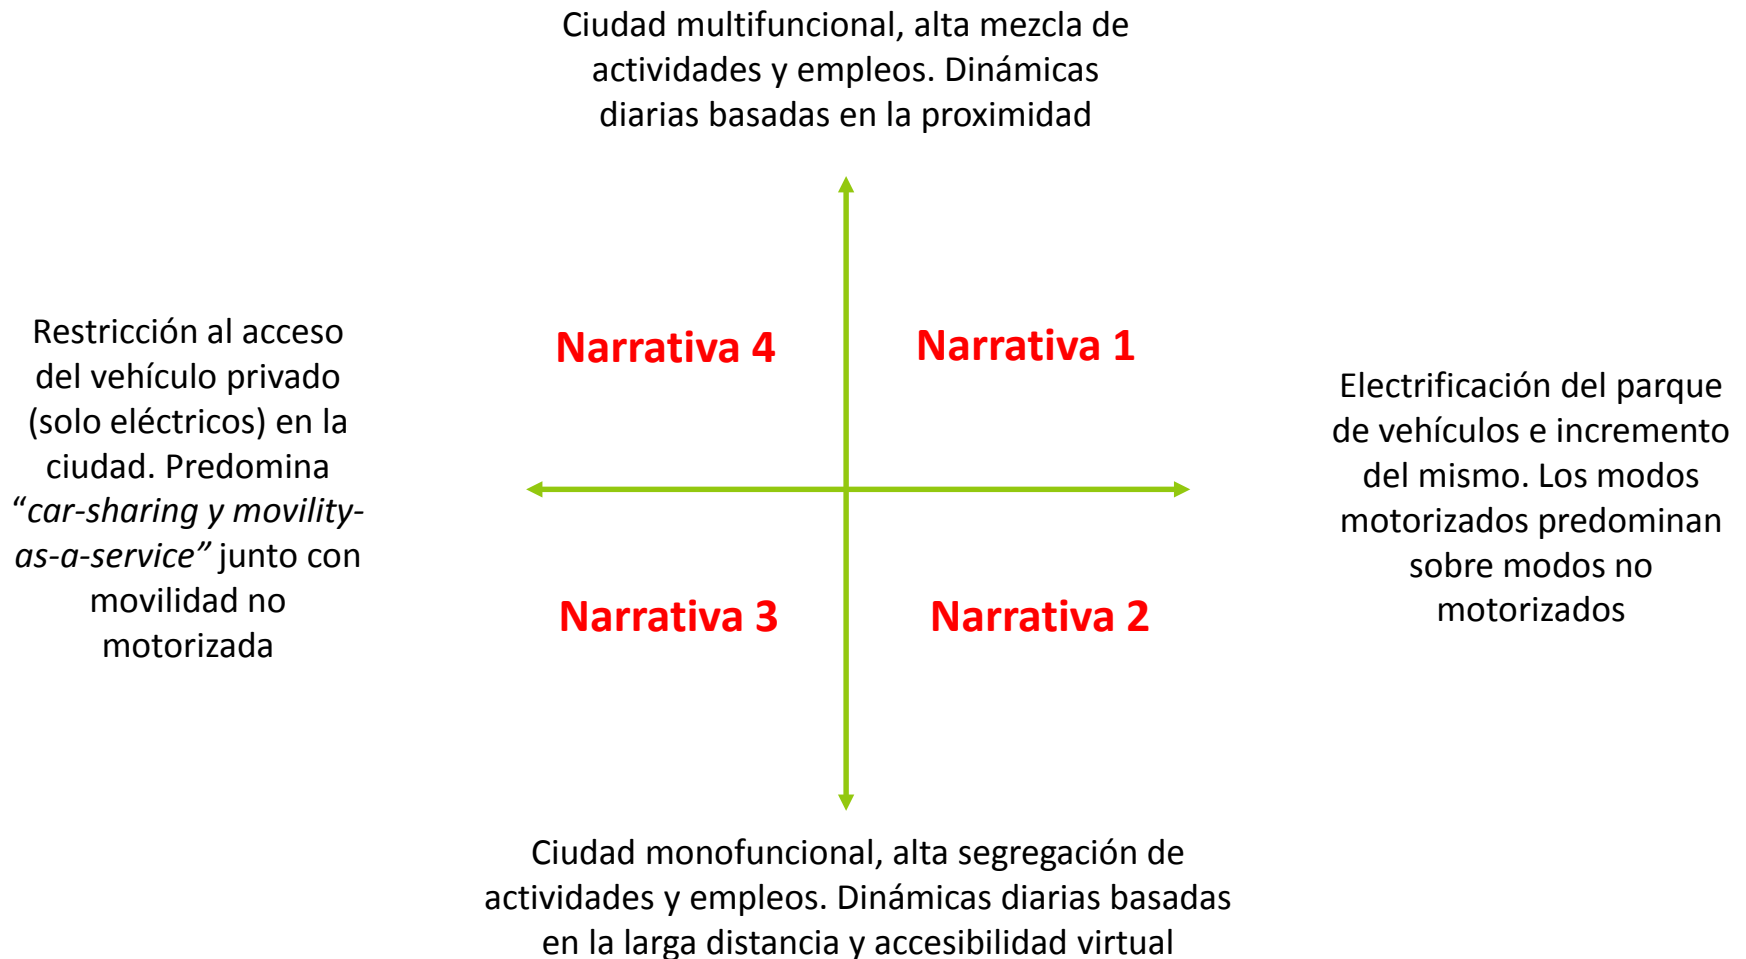 Ciudad multifuncional, alta mezcla de
actividades y empleos. Dinámicas
diarias basadas en la proximidad
Restricción al acceso
del vehículo privado
(solo eléctricos) en la
ciudad. Predomina
“car-sharing y movility-
as-a-service” junto con
movilidad no
motorizada
Narrativa 4
Narrativa 1
Narrativa 3
Narrativa 2
Electrificación del parque
de vehículos e incremento
del mismo. Los modos
motorizados predominan
sobre modos no
motorizados
Ciudad monofuncional, alta segregación de
actividades y empleos. Dinámicas diarias basadas
en la larga distancia y accesibilidad virtual